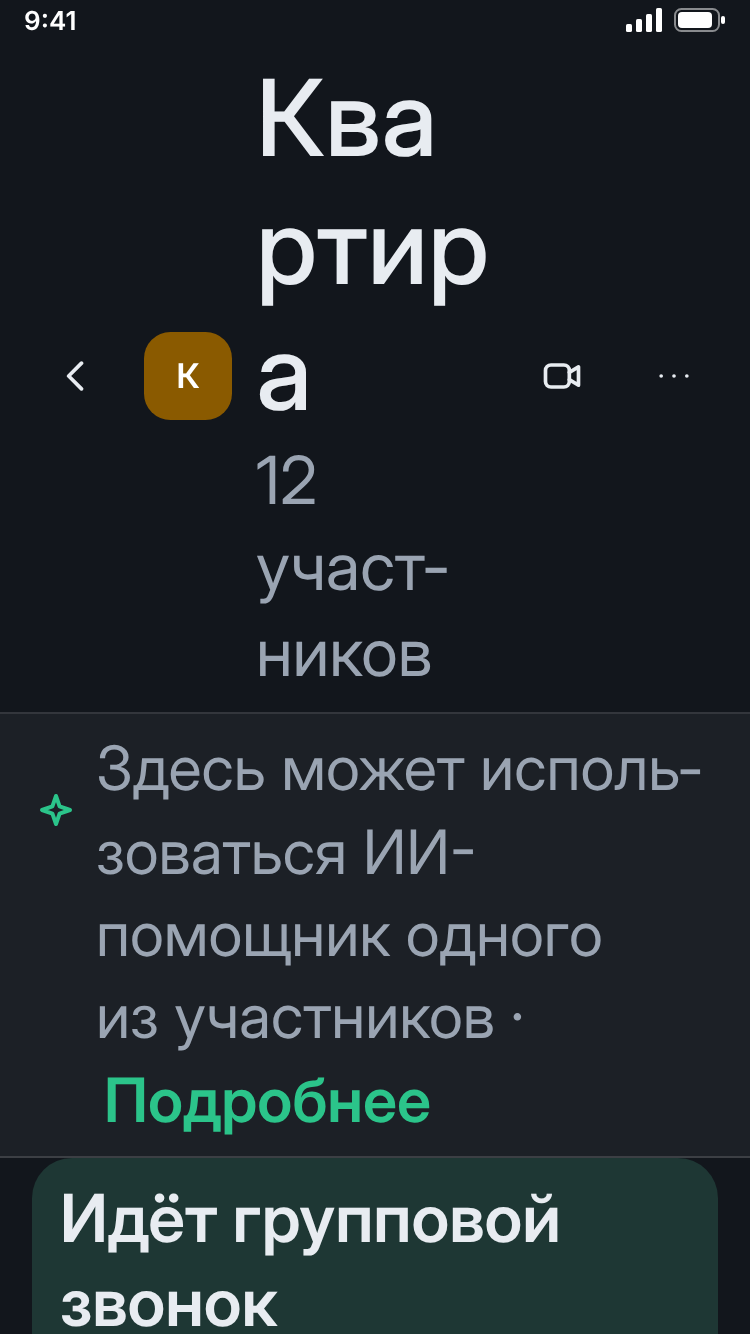 9:41
Ква
ртир
а
К
12
участ-
ников
Здесь может исполь-
зоваться ИИ-
помощник одного
из участников ·
Подробнее
Идёт групповой
звонок